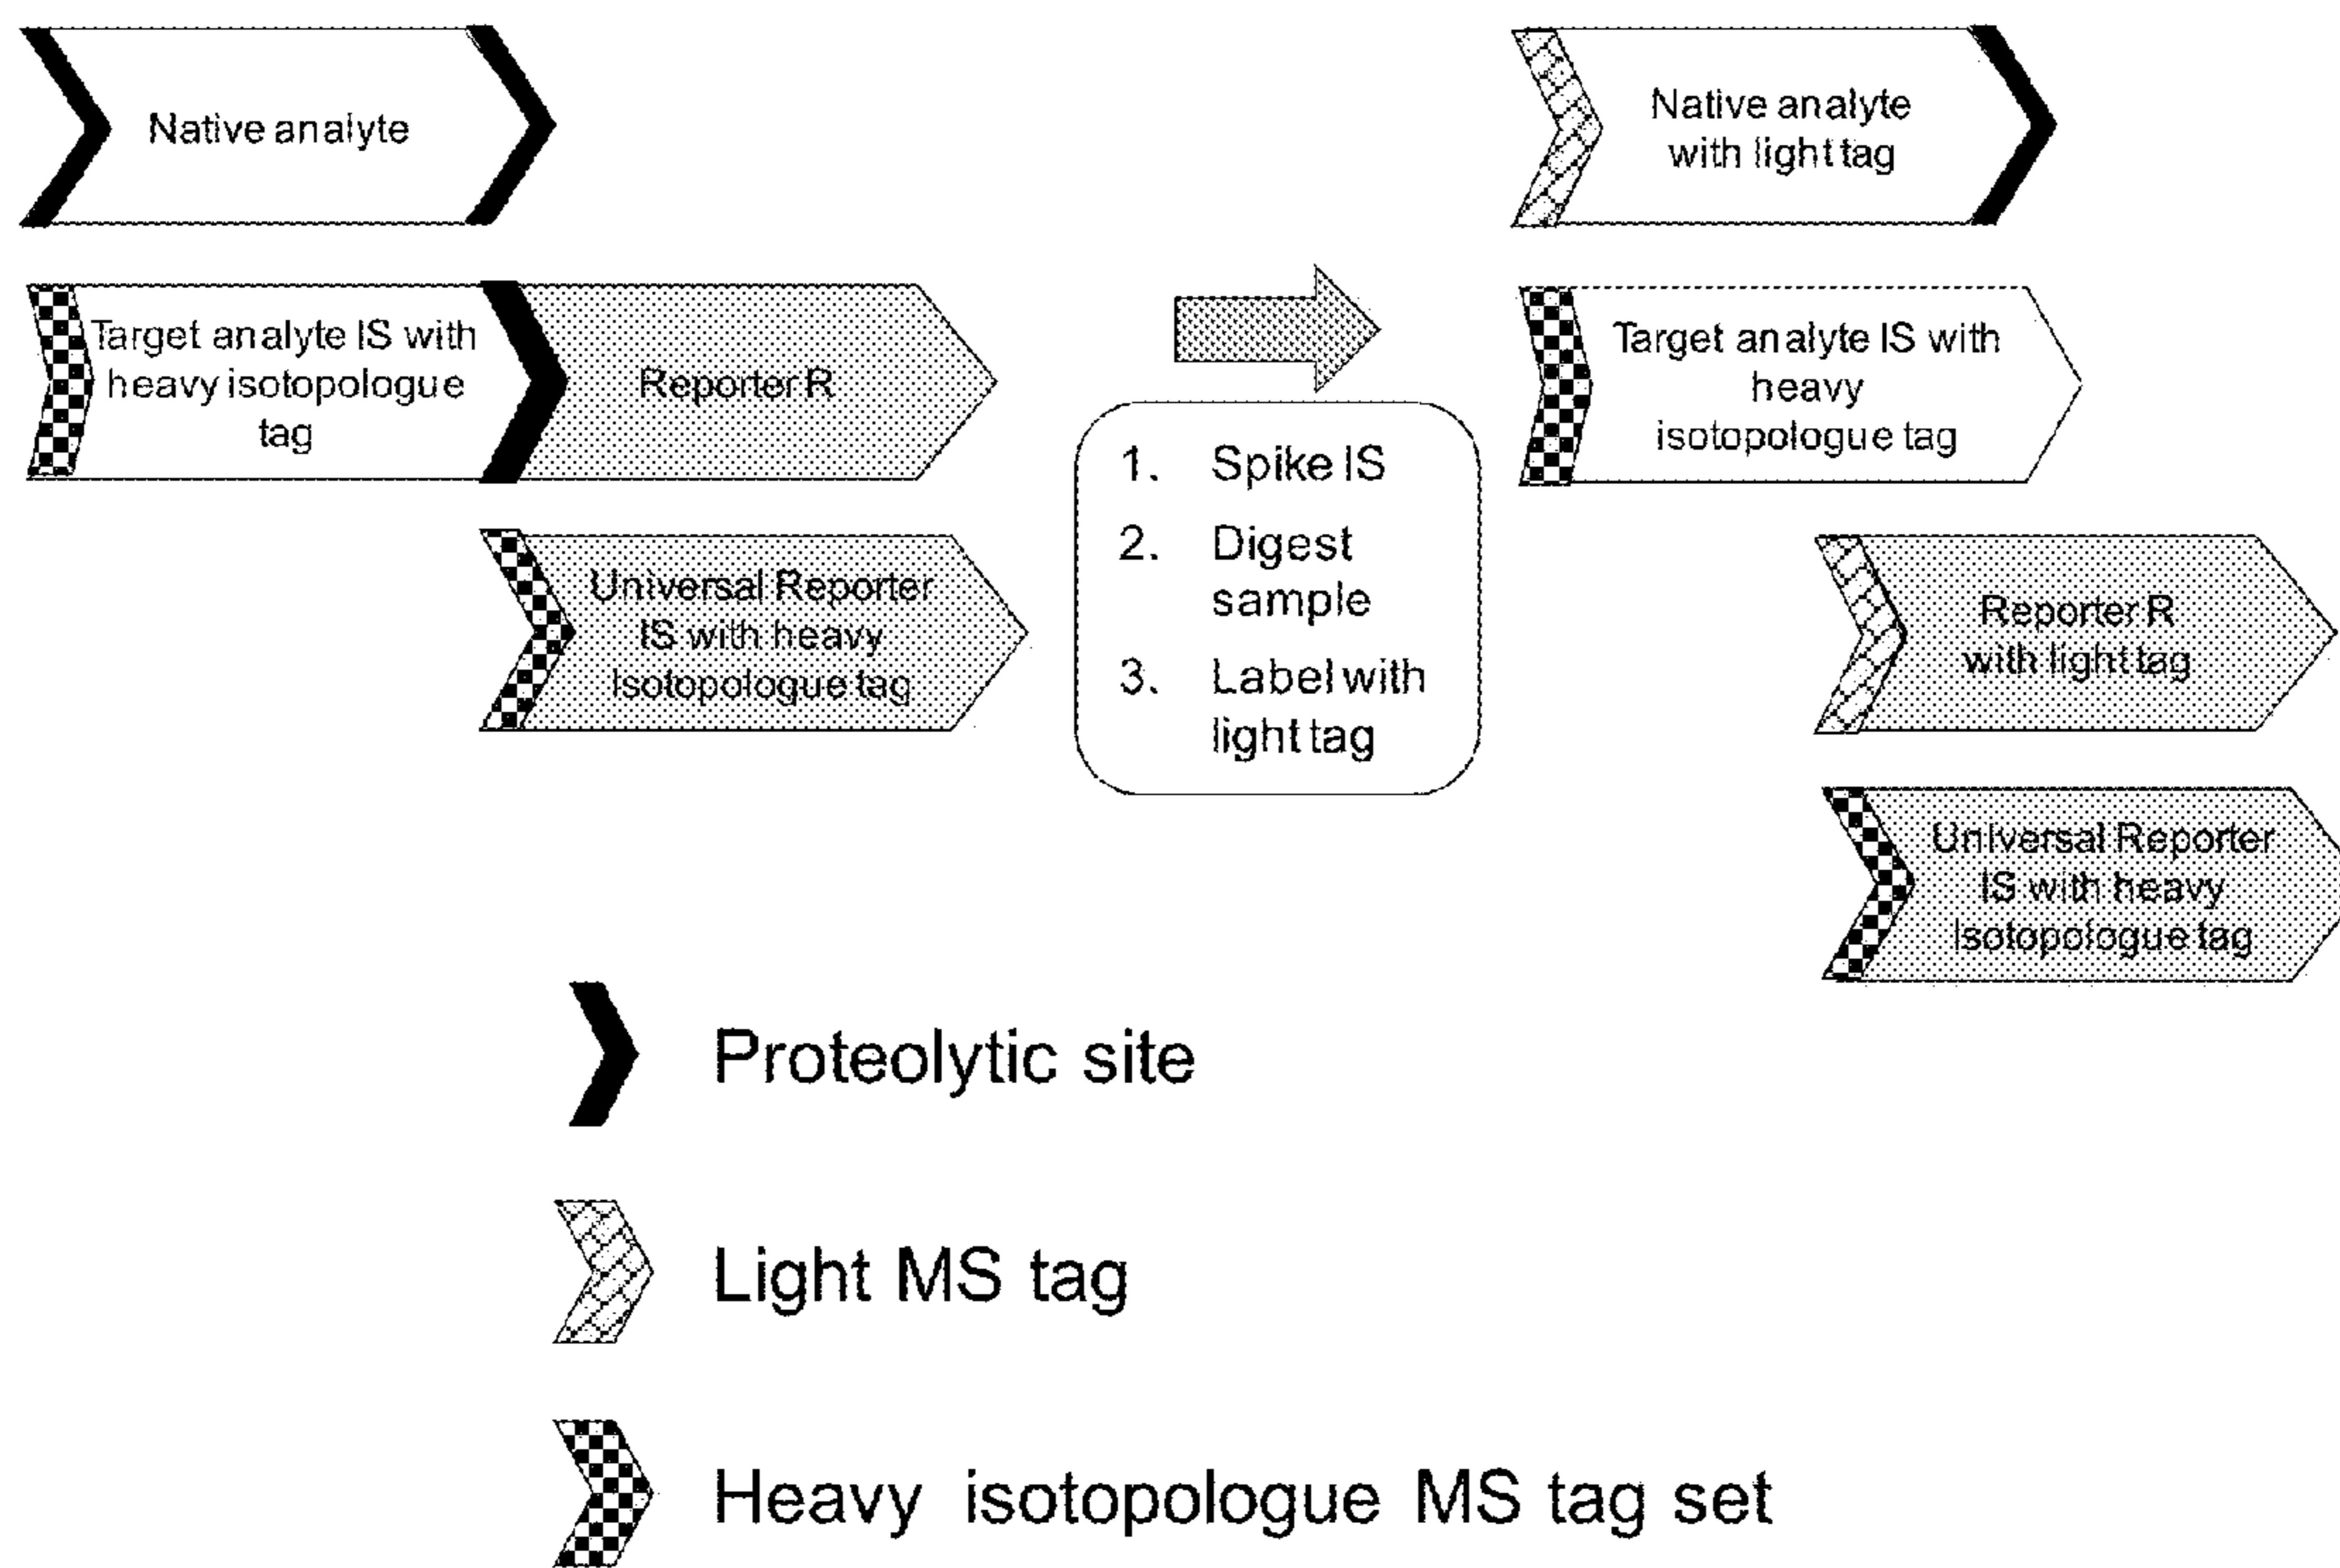 Native analyte
Target analyte IS with
heavy isotopologue
tag
Reporter R
Universal Reporter
IS with heavy
Isotopologue tag
1. Spike IS
2. Digest
sample
3. Label with
light tag
Native analyte
with light tag
Target analyte IS with
heavy
isotopologue tag
Reporter R
with light tag
Universal Reporter
IS with heavy
Isotopologue tag
Proteolytic site
Light MS tag
Heavy isotopologue MS tag set